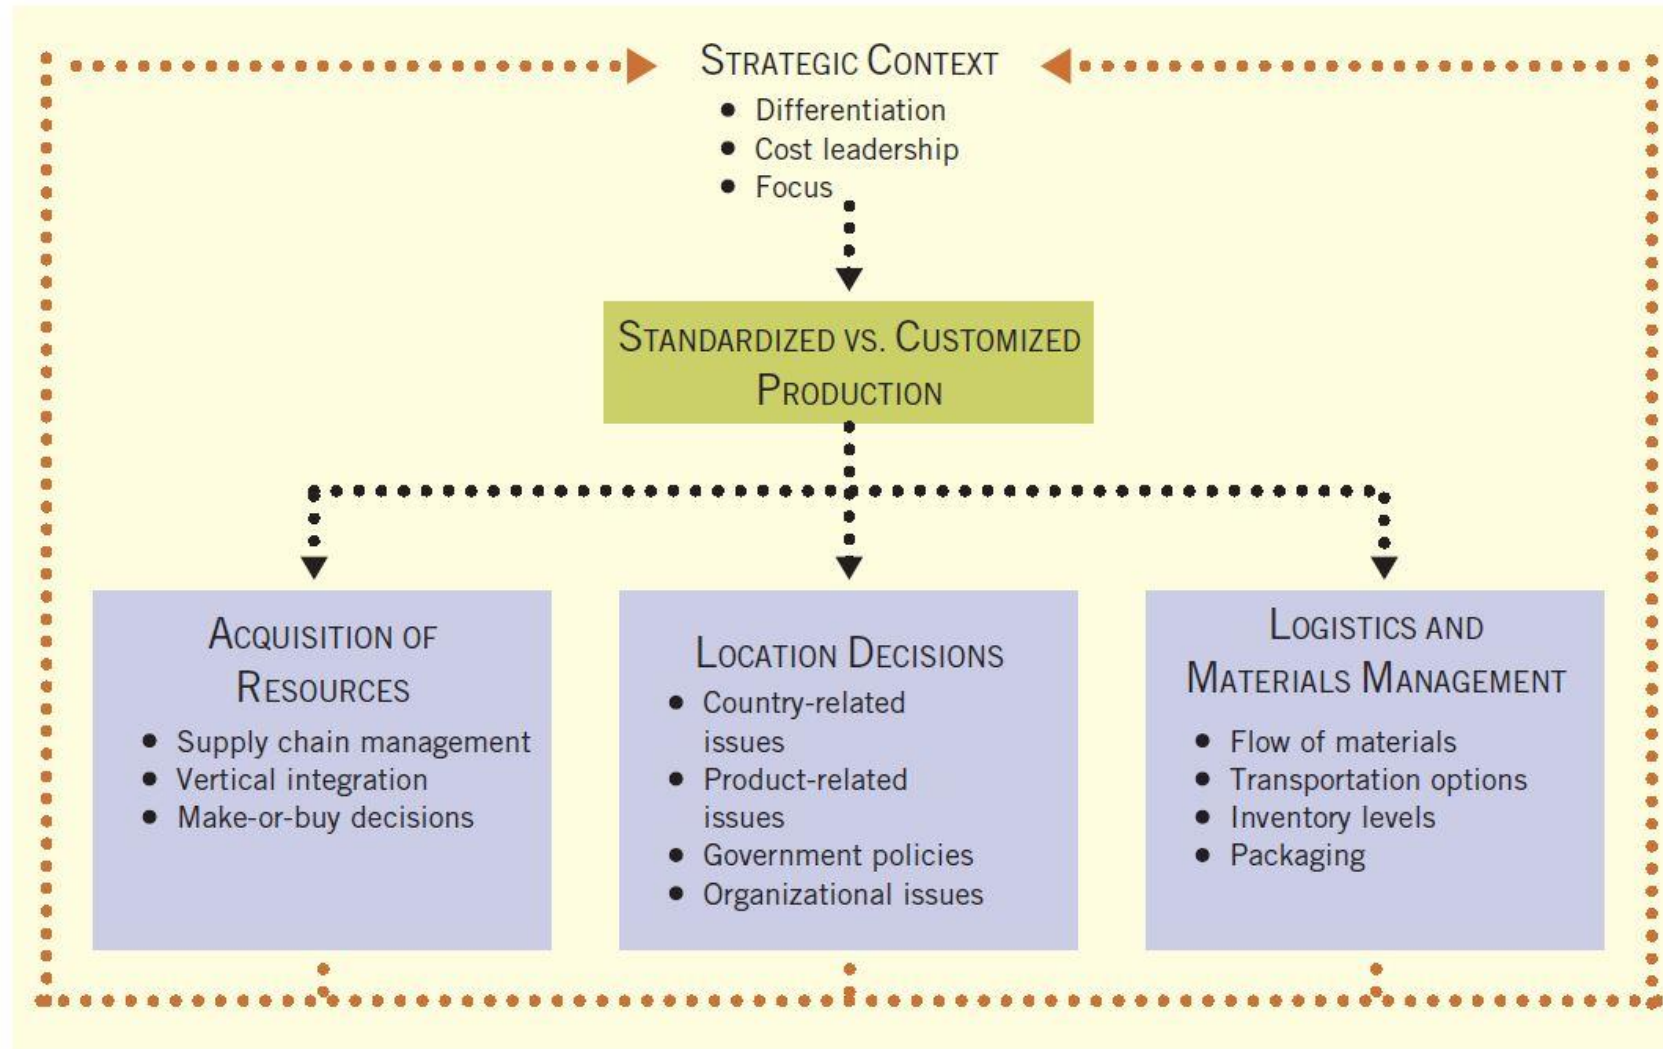 STRATEGIC CONTEXT
• Differentiation
• Cost leadership
• Focus
STANDARDIZED VS. CUSTOMIZED
PRODUCTION
ACQUISITION OF
RESOURCES
• Supply chain management
• Vertical integration
• Make-or-buy decisions
LOCATION DECISIONS
• Country-related
issues
• Product-related
issues
• Government policies
• Organizational issues
LOGISTICS AND
MATERIALS MANAGEMENT
• Flow of materials
• Transportation options
• Inventory levels
• Packaging